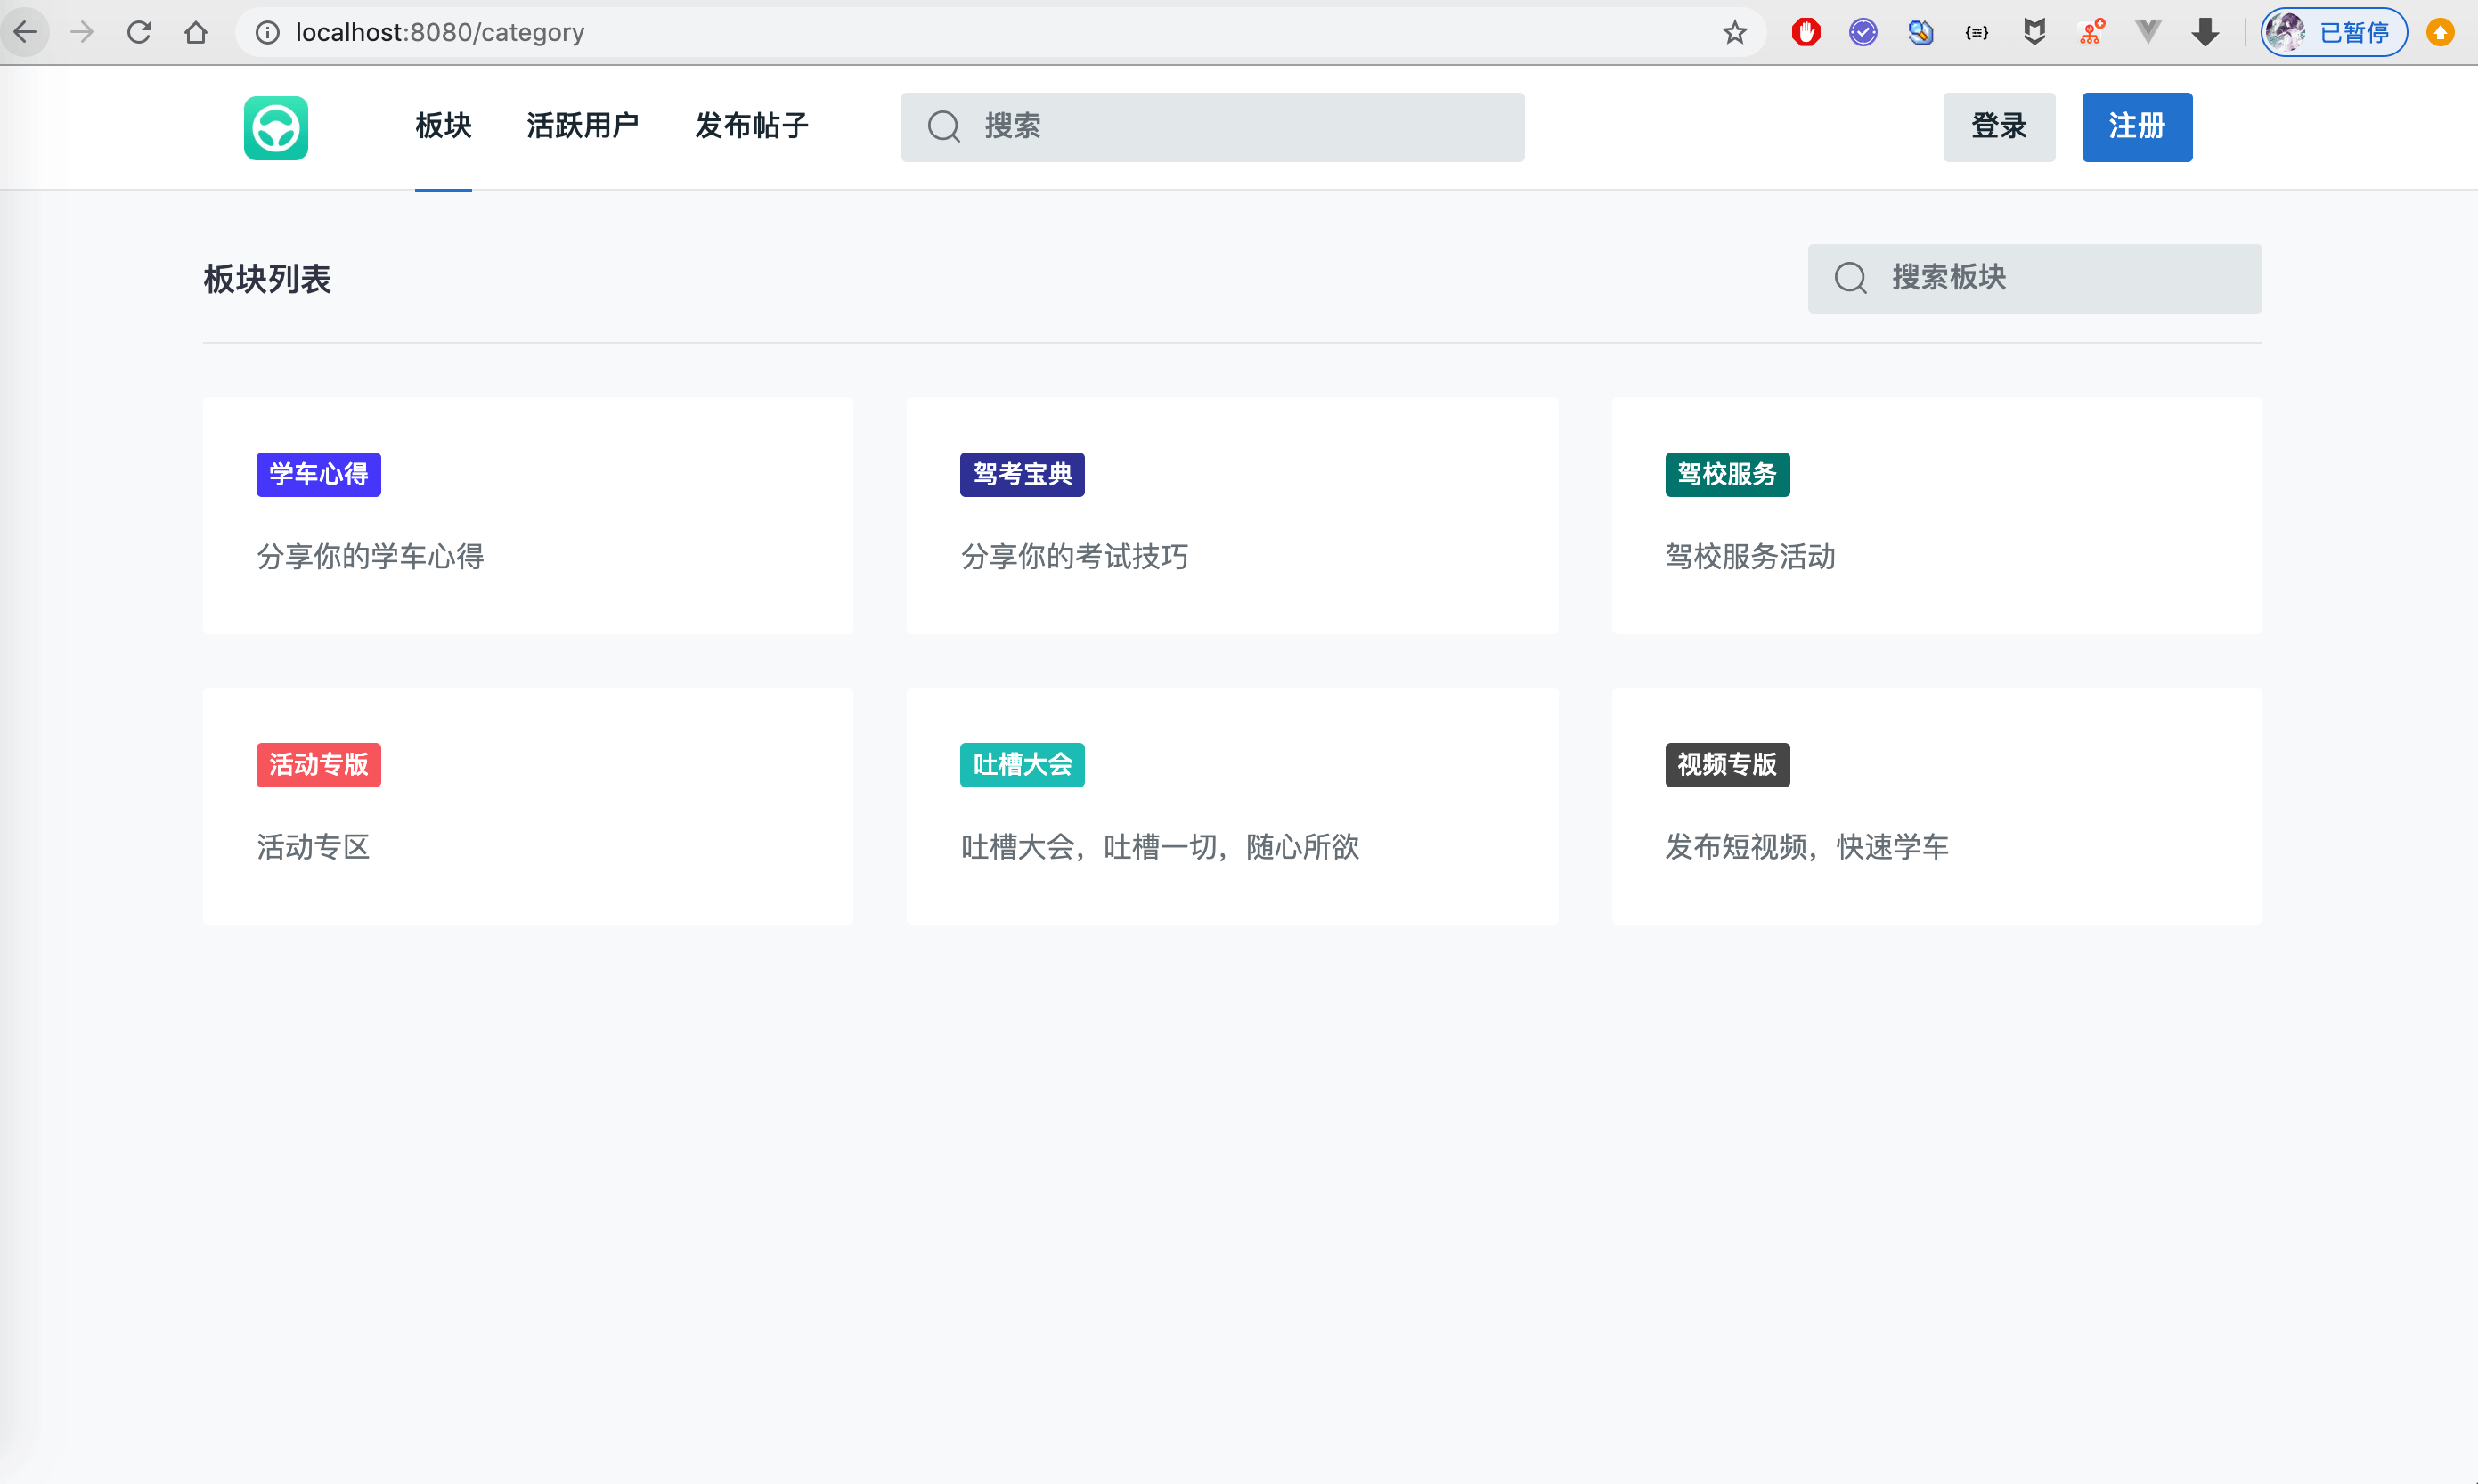 localhost:8080/category
已暂停
板块 活跃用户 发布帖子 搜索 登录 注册
板块列表
搜索板块
学车心得
分享你的学车心得
驾考宝典
分享你的考试技巧
驾校服务
驾校服务活动
活动专版
活动专区
吐槽大会
吐槽大会，吐槽一切，随心所欲
视频专版
发布短视频，快速学车